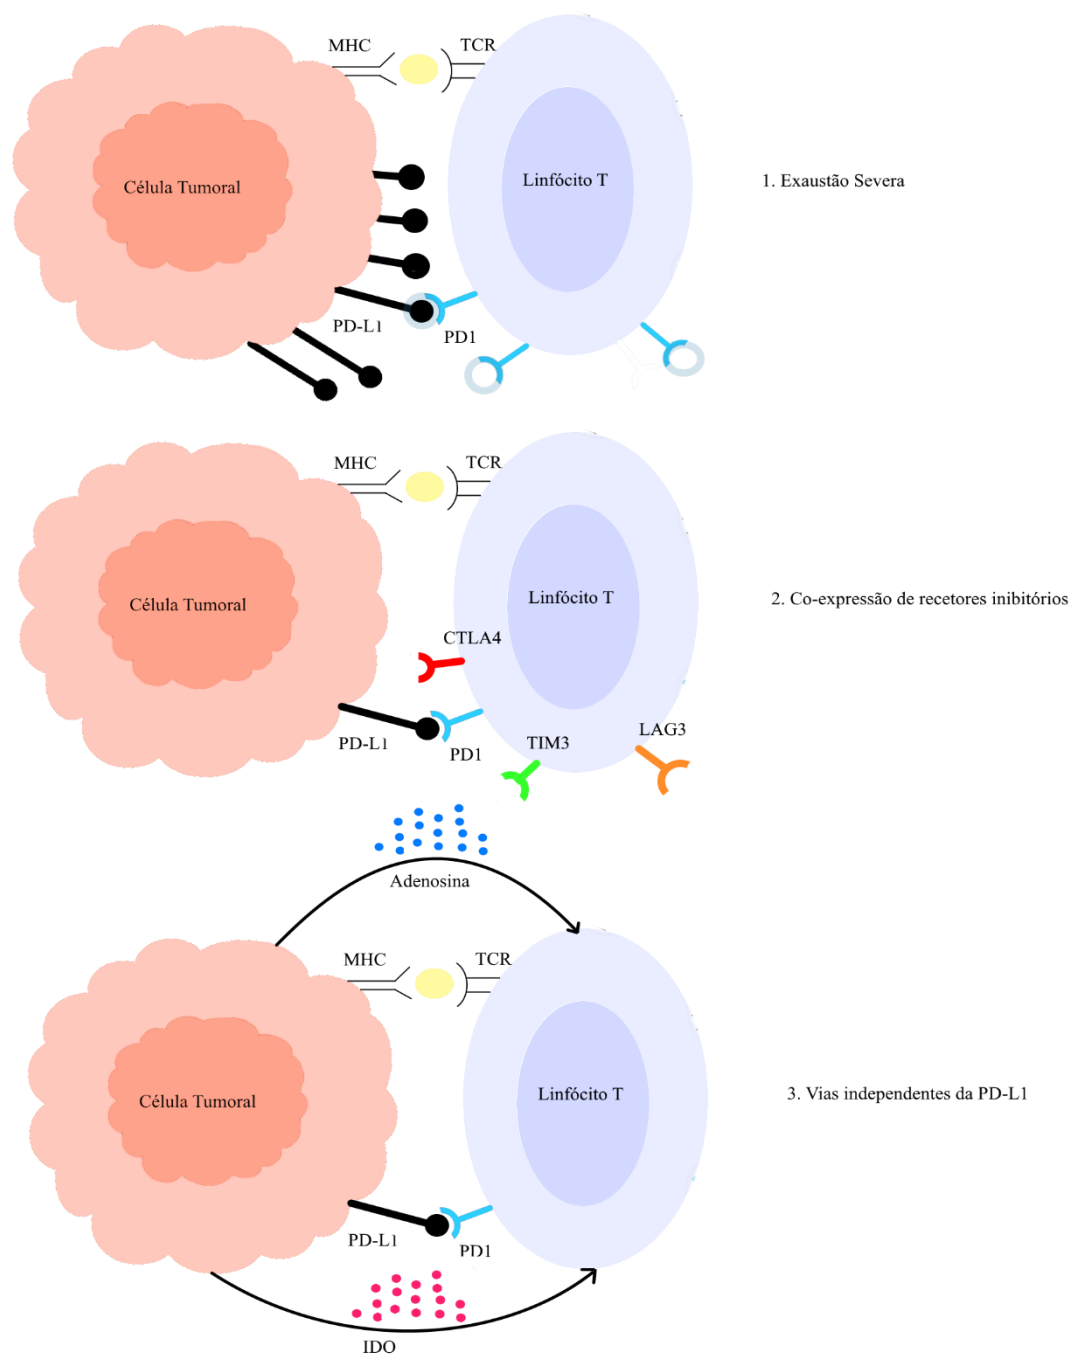 MHC
TCR
Célula Tumoral
Linfócito T
1. Exaustão Severa
PD-L1
PD1
MHC
TCR
Célula Tumoral
Linfócito T
2. Co-expressão de recetores inibitórios
CTLA4
PD-L1
PD1
TIM3
LAG3
Adenosina
MHC
TCR
Célula Tumoral
Linfócito T
3. Vias independentes da PD-L1
PD-L1
PD1
IDO